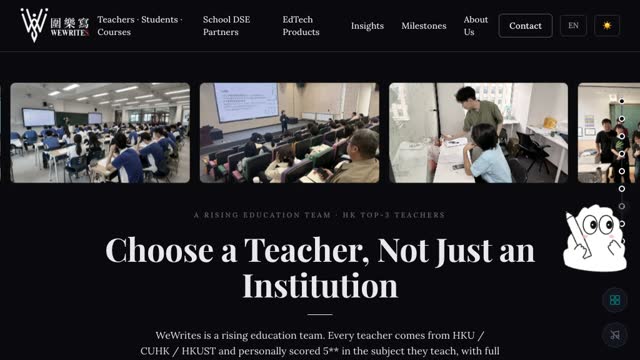 圍樂寫
WEWRITES
Teachers · Students · Courses
School DSE Partners
EdTech Products
Insights
Milestones
About Us
Contact
EN
A RISING EDUCATION TEAM · HK TOP-3 TEACHERS
Choose a Teacher, Not Just an
Institution
WeWrites is a rising education team. Every teacher comes from HKU /
CUHK / HKUST and personally scored 5** in the subject they teach, with full